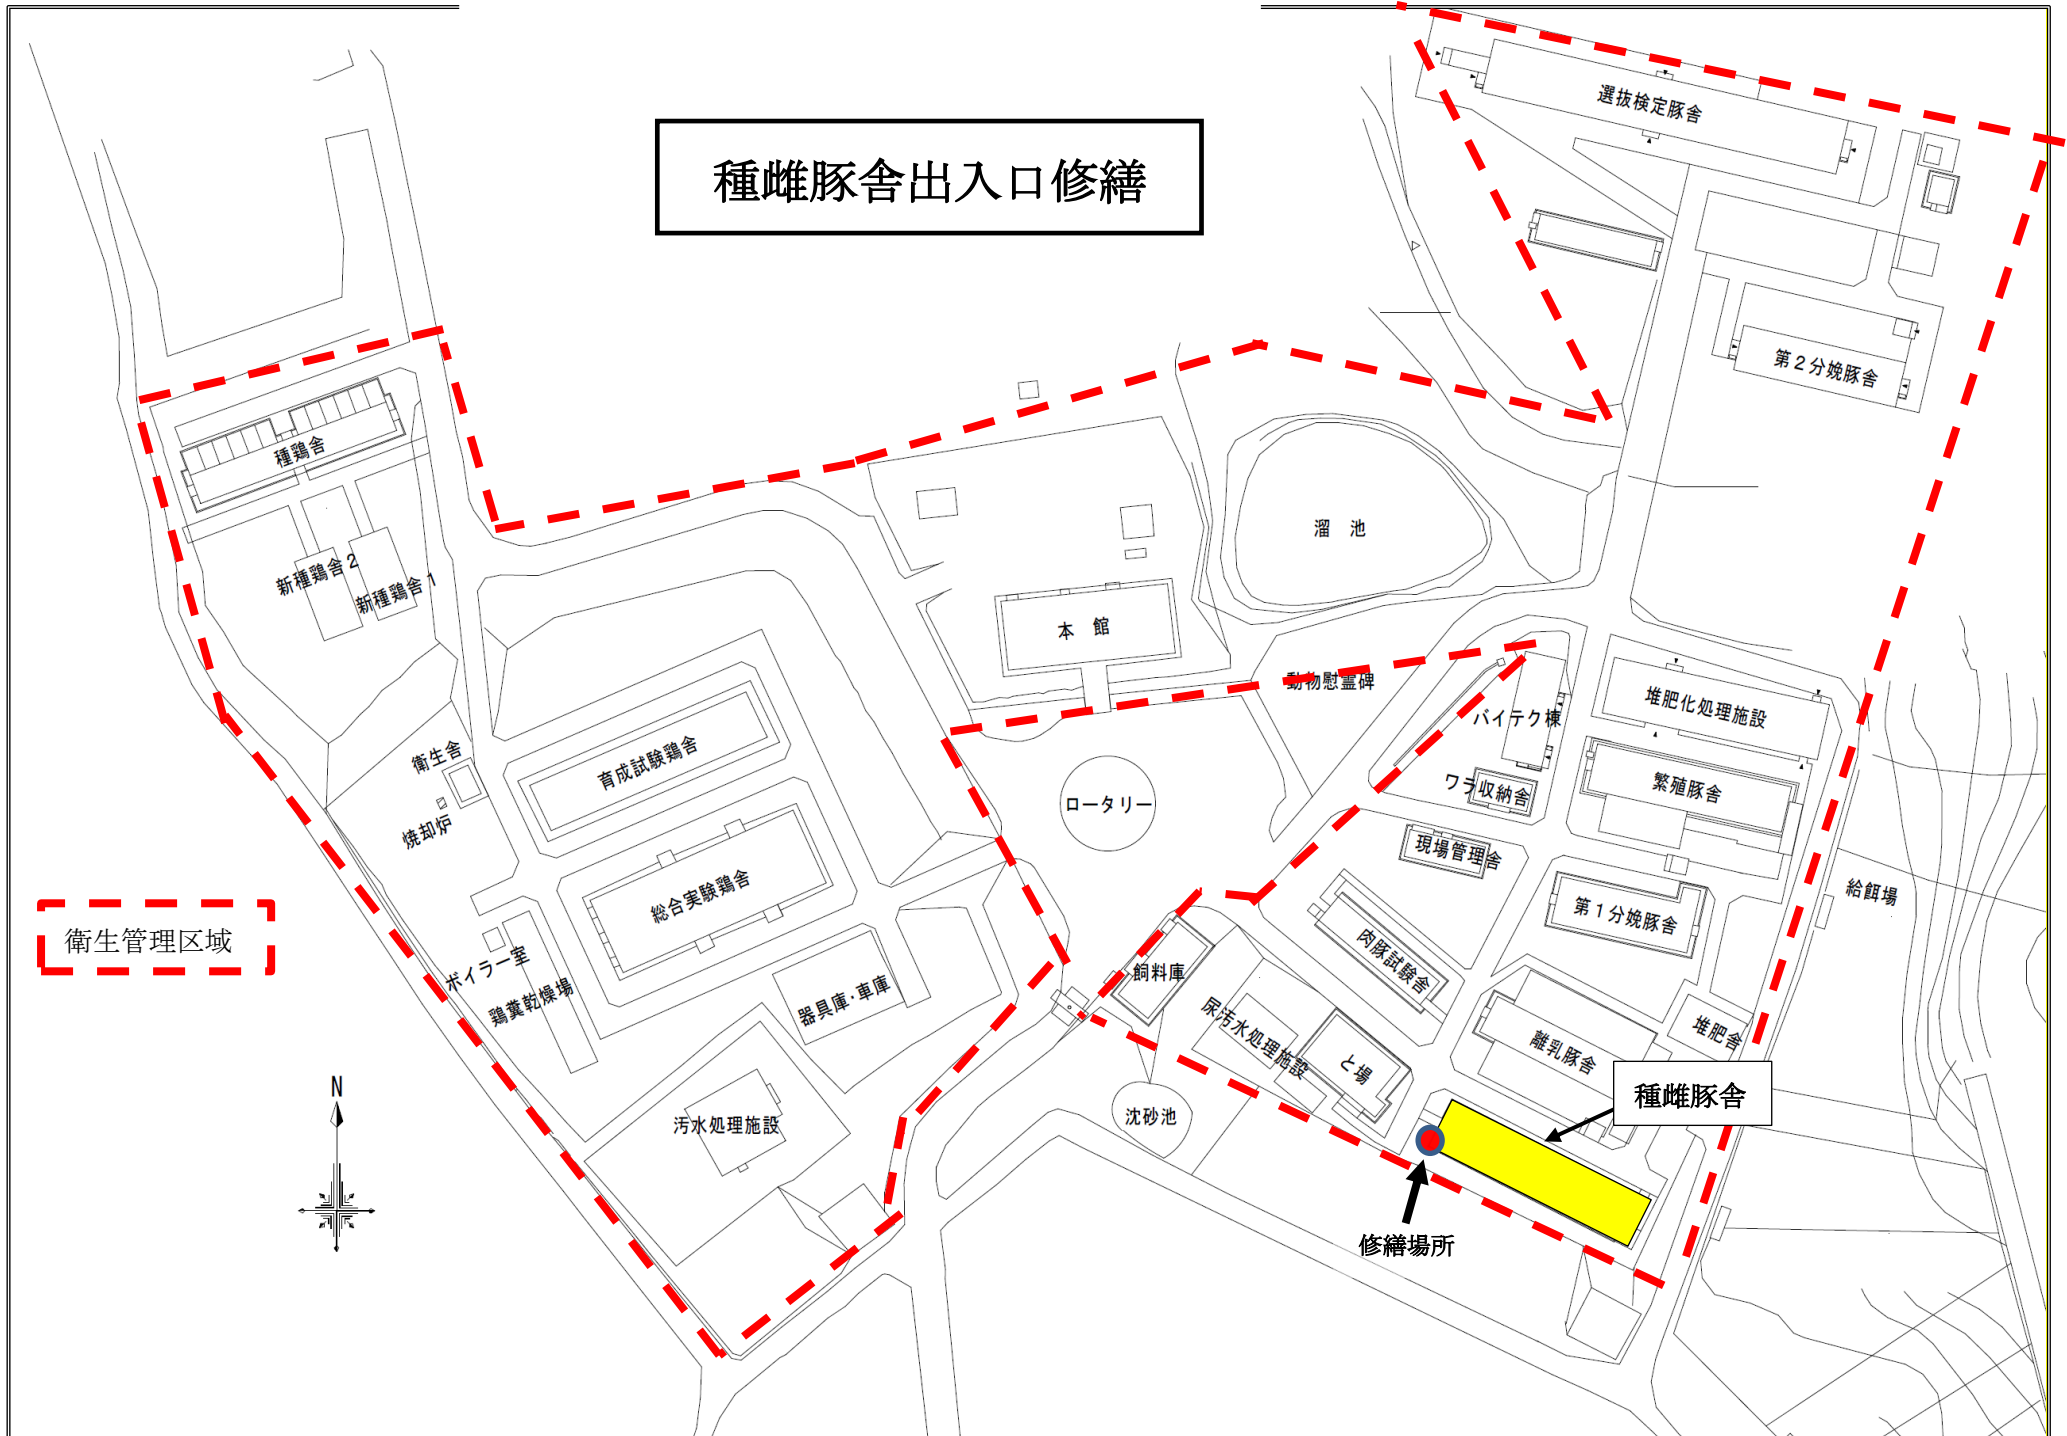 種雌豚舎出入口修繕
選抜検定豚舎
第２分娩豚舎
種鶏舎
新種鶏舎２
新種鶏舎１
溜　池
本　館
動物慰霊碑
バイテク棟
堆肥化処理施設
ワラ収納舎
繁殖豚舎
衛生舎
育成試験鶏舎
ロータリー
焼却炉
現場管理舎
総合実験鶏舎
第１分娩豚舎
給餌場
衛生管理区域
ボイラー室
鶏糞乾燥場
器具庫・車庫
飼料庫
肉豚試験舎
尿汚水処理施設
と場
離乳豚舎
堆肥舎
種雌豚舎
汚水処理施設
沈砂池
N
修繕場所